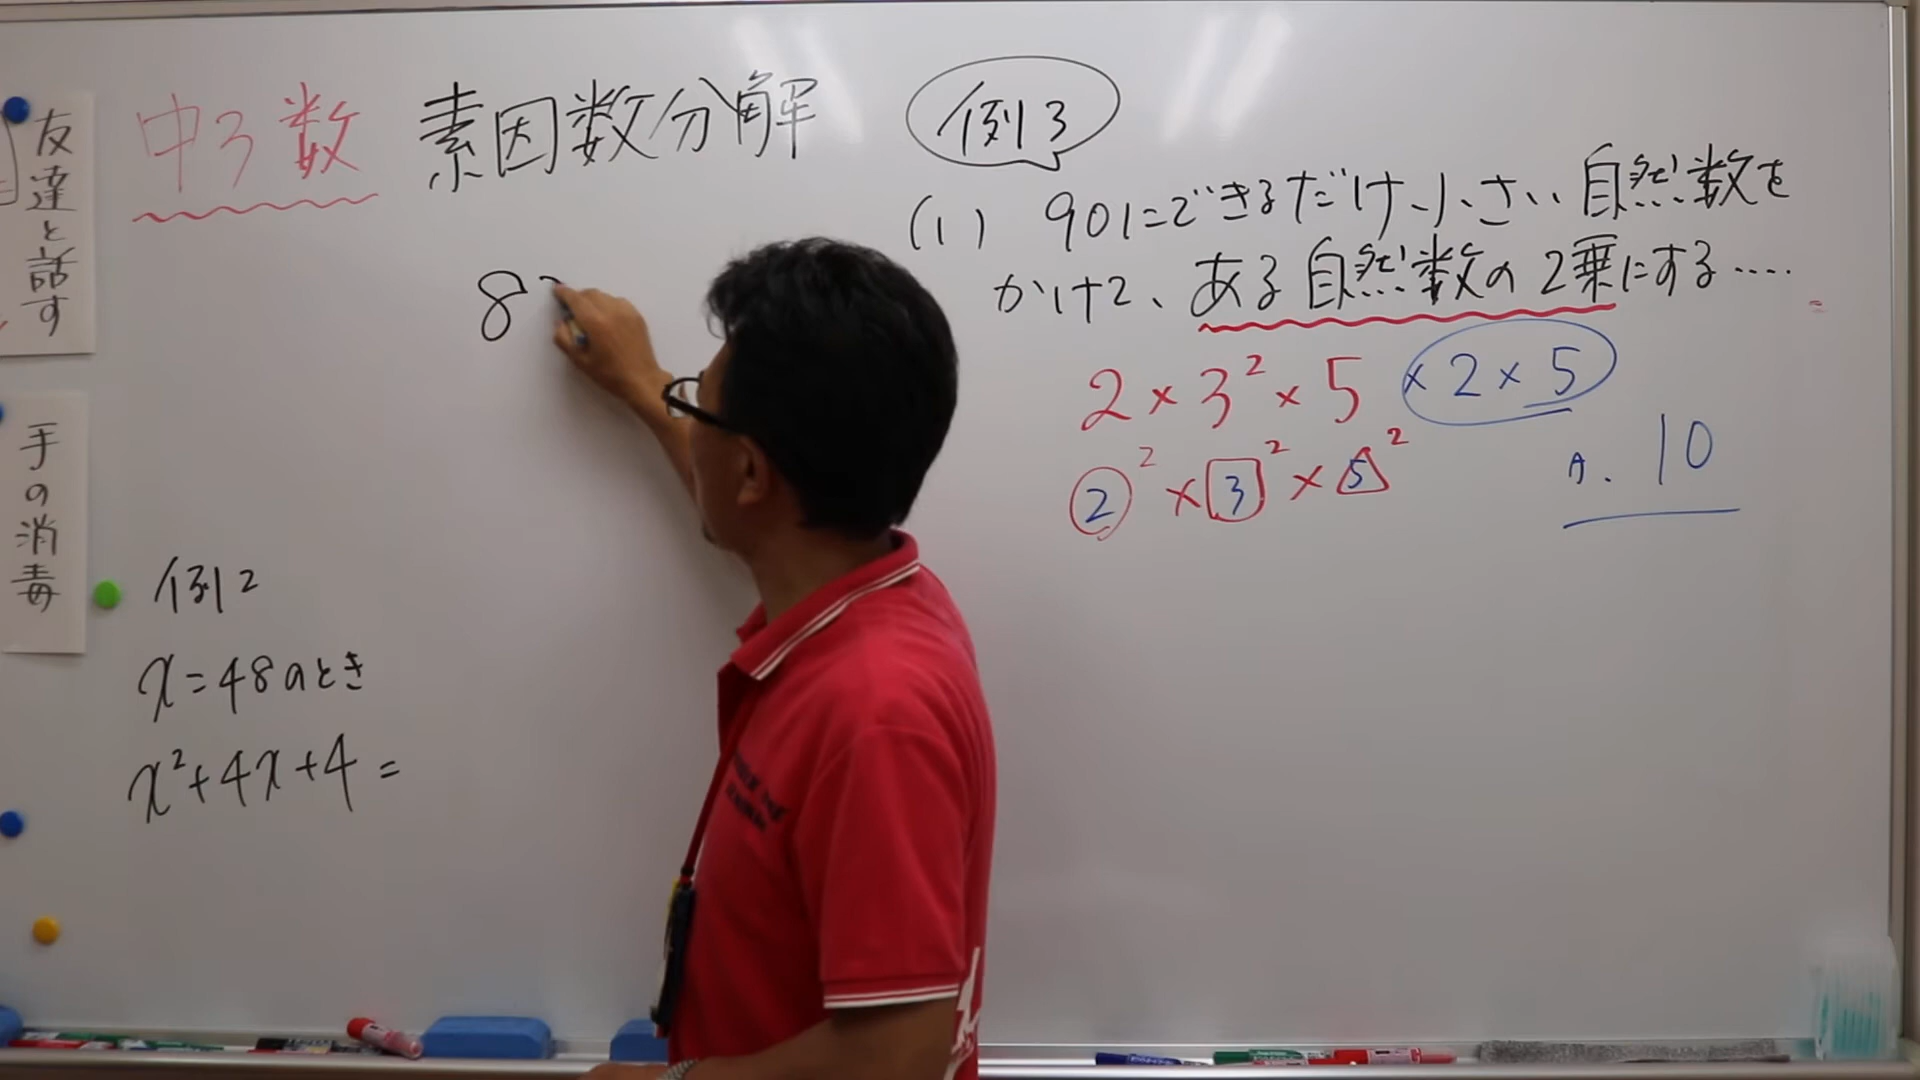 友達と話す
手の消毒
中3数 素因数分解
8
例2
x=48のとき
x²+4x+4=
例3
(1) 90にできるだけ小さい自然数を
かけて、ある自然数の2乗にする....
2×3²×5 ×2×5
2²×3²×5²
A. 10